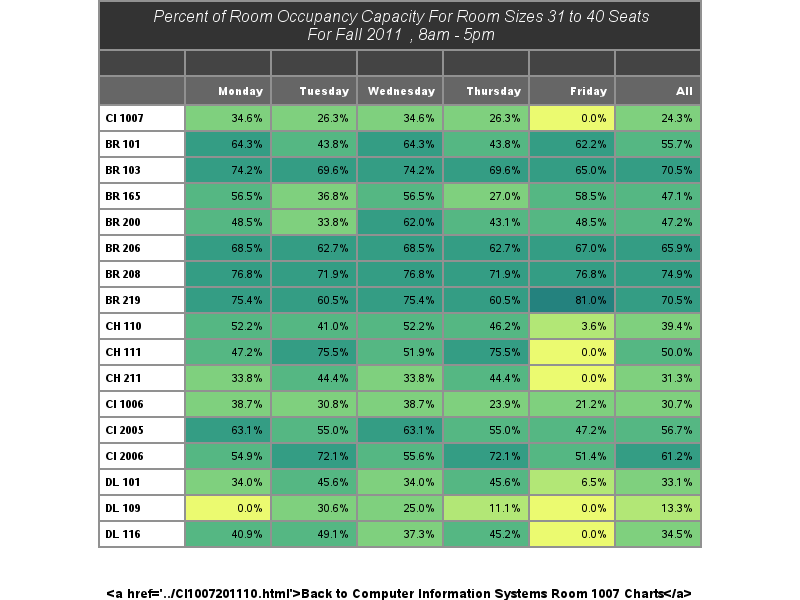 Percent of Room Occupancy Capacity For Room Sizes 31 to 40 Seats
For Fall 2011 , 8am - 5pm
Monday Tuesday Wednesday Thursday Friday All
CI 1007 34.6% 26.3% 34.6% 26.3% 0.0% 24.3%
BR 101 64.3% 43.8% 64.3% 43.8% 62.2% 55.7%
BR 103 74.2% 69.6% 74.2% 69.6% 65.0% 70.5%
BR 165 56.5% 36.8% 56.5% 27.0% 58.5% 47.1%
BR 200 48.5% 33.8% 62.0% 43.1% 48.5% 47.2%
BR 206 68.5% 62.7% 68.5% 62.7% 67.0% 65.9%
BR 208 76.8% 71.9% 76.8% 71.9% 76.8% 74.9%
BR 219 75.4% 60.5% 75.4% 60.5% 81.0% 70.5%
CH 110 52.2% 41.0% 52.2% 46.2% 3.6% 39.4%
CH 111 47.2% 75.5% 51.9% 75.5% 0.0% 50.0%
CH 211 33.8% 44.4% 33.8% 44.4% 0.0% 31.3%
CI 1006 38.7% 30.8% 38.7% 23.9% 21.2% 30.7%
CI 2005 63.1% 55.0% 63.1% 55.0% 47.2% 56.7%
CI 2006 54.9% 72.1% 55.6% 72.1% 51.4% 61.2%
DL 101 34.0% 45.6% 34.0% 45.6% 6.5% 33.1%
DL 109 0.0% 30.6% 25.0% 11.1% 0.0% 13.3%
DL 116 40.9% 49.1% 37.3% 45.2% 0.0% 34.5%
<a href='../CI1007201110.html'>Back to Computer Information Systems Room 1007 Charts</a>